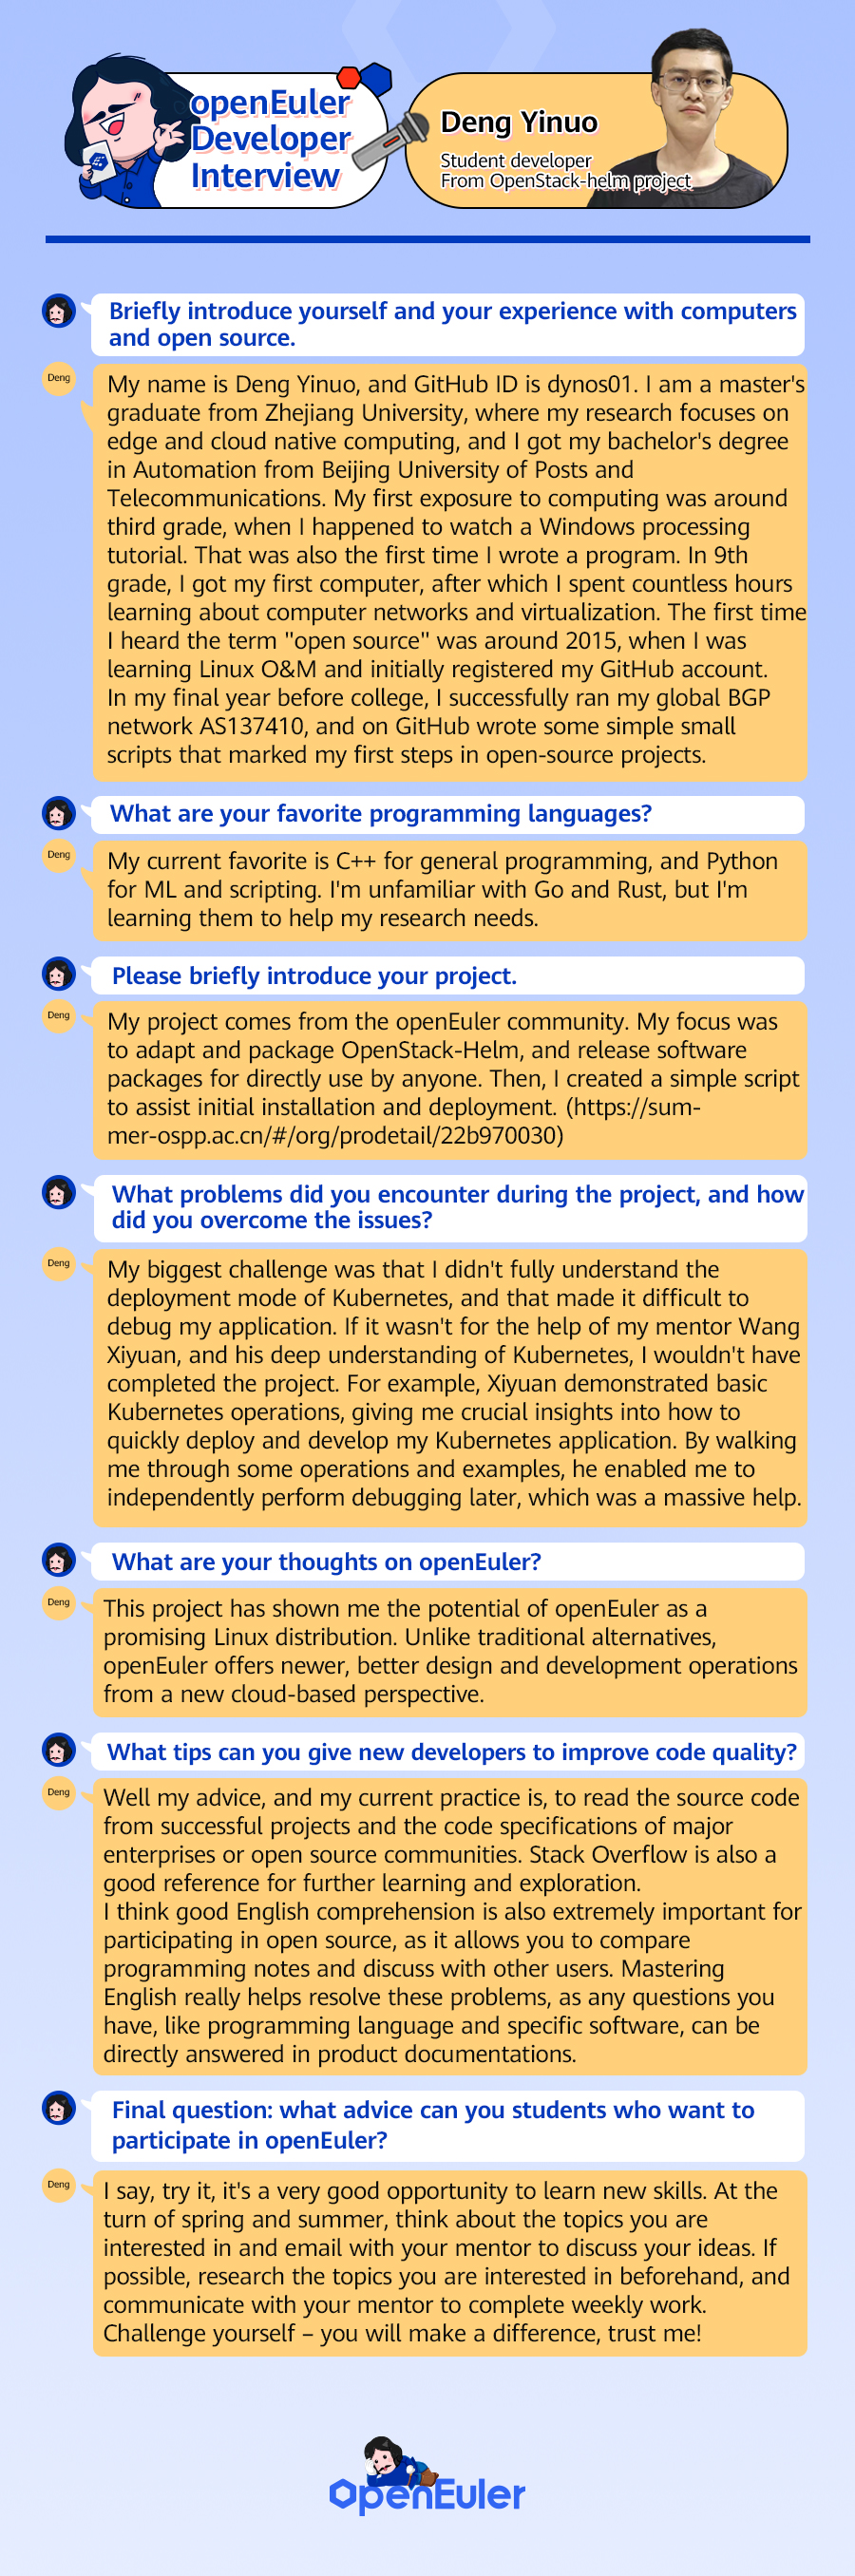 openEuler
Developer
Interview
Deng Yinuo
Student developer
From OpenStack-helm project
Briefly introduce yourself and your experience with computers
and open source.
Deng
My name is Deng Yinuo, and GitHub ID is dynos01. I am a master's
graduate from Zhejiang University, where my research focuses on
edge and cloud native computing, and I got my bachelor's degree
in Automation from Beijing University of Posts and
Telecommunications. My first exposure to computing was around
third grade, when I happened to watch a Windows processing
tutorial. That was also the first time I wrote a program. In 9th
grade, I got my first computer, after which I spent countless hours
learning about computer networks and virtualization. The first time
I heard the term "open source" was around 2015, when I was
learning Linux O&M and initially registered my GitHub account.
In my final year before college, I successfully ran my global BGP
network AS137410, and on GitHub wrote some simple small
scripts that marked my first steps in open-source projects.
What are your favorite programming languages?
Deng
My current favorite is C++ for general programming, and Python
for ML and scripting. I'm unfamiliar with Go and Rust, but I'm
learning them to help my research needs.
Please briefly introduce your project.
Deng
My project comes from the openEuler community. My focus was
to adapt and package OpenStack-Helm, and release software
packages for directly use by anyone. Then, I created a simple script
to assist initial installation and deployment. (https://sum-
mer-ospp.ac.cn/#/org/prodetail/22b970030)
What problems did you encounter during the project, and how
did you overcome the issues?
Deng
My biggest challenge was that I didn't fully understand the
deployment mode of Kubernetes, and that made it difficult to
debug my application. If it wasn't for the help of my mentor Wang
Xiyuan, and his deep understanding of Kubernetes, I wouldn't have
completed the project. For example, Xiyuan demonstrated basic
Kubernetes operations, giving me crucial insights into how to
quickly deploy and develop my Kubernetes application. By walking
me through some operations and examples, he enabled me to
independently perform debugging later, which was a massive help.
What are your thoughts on openEuler?
Deng
This project has shown me the potential of openEuler as a
promising Linux distribution. Unlike traditional alternatives,
openEuler offers newer, better design and development operations
from a new cloud-based perspective.
What tips can you give new developers to improve code quality?
Deng
Well my advice, and my current practice is, to read the source code
from successful projects and the code specifications of major
enterprises or open source communities. Stack Overflow is also a
good reference for further learning and exploration.
I think good English comprehension is also extremely important for
participating in open source, as it allows you to compare
programming notes and discuss with other users. Mastering
English really helps resolve these problems, as any questions you
have, like programming language and specific software, can be
directly answered in product documentations.
Final question: what advice can you students who want to
participate in openEuler?
Deng
I say, try it, it's a very good opportunity to learn new skills. At the
turn of spring and summer, think about the topics you are
interested in and email with your mentor to discuss your ideas. If
possible, research the topics you are interested in beforehand, and
communicate with your mentor to complete weekly work.
Challenge yourself – you will make a difference, trust me!
OpenEuler